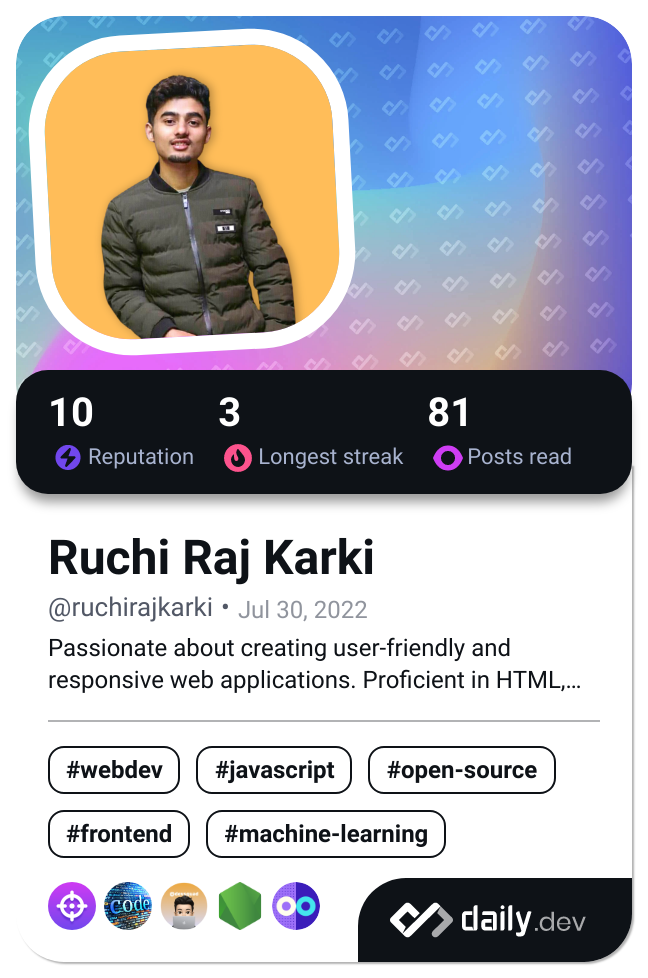 10 3 81
Reputation Longest streak Posts read
Ruchi Raj Karki
@ruchirajkarki • Jul 30, 2022
Passionate about creating user-friendly and
responsive web applications. Proficient in HTML,...
#webdev #javascript #open-source
#frontend #machine-learning
code
daily.dev